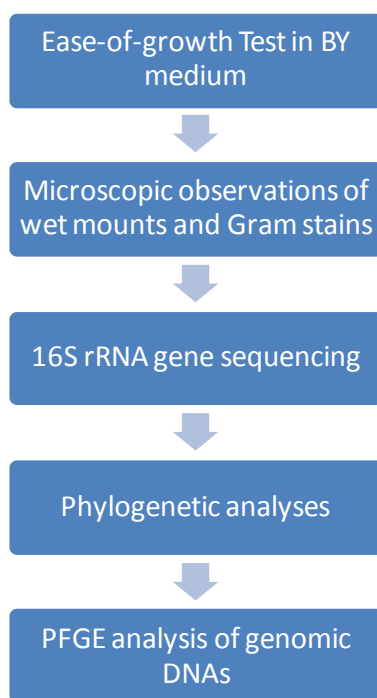 Ease-of-growth Test in BY
medium
Microscopic observations of
wet mounts and Gram stains
16S rRNA gene sequencing
Phylogenetic analyses
PFGE analysis of genomic
DNAs